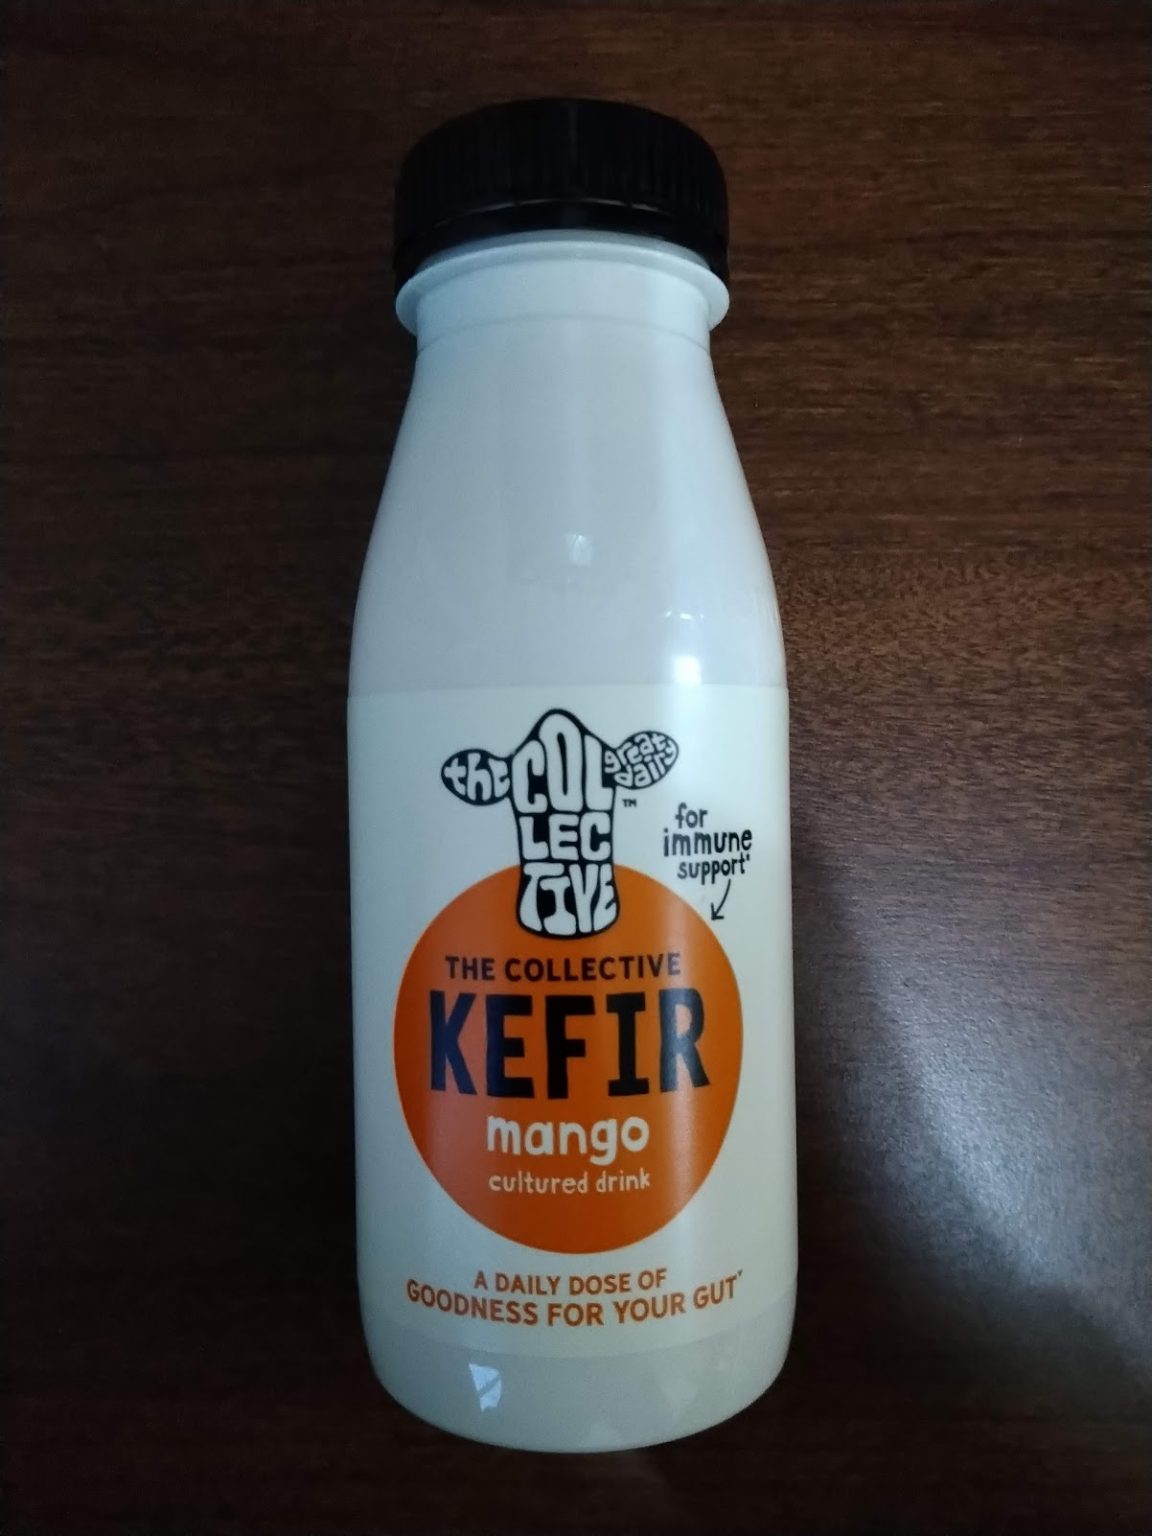 the
COL
LEC
TIVE
great
dairy
™
for
immune
support*
THE COLLECTIVE
KEFIR
mango
cultured drink
A DAILY DOSE OF
GOODNESS FOR YOUR GUT*